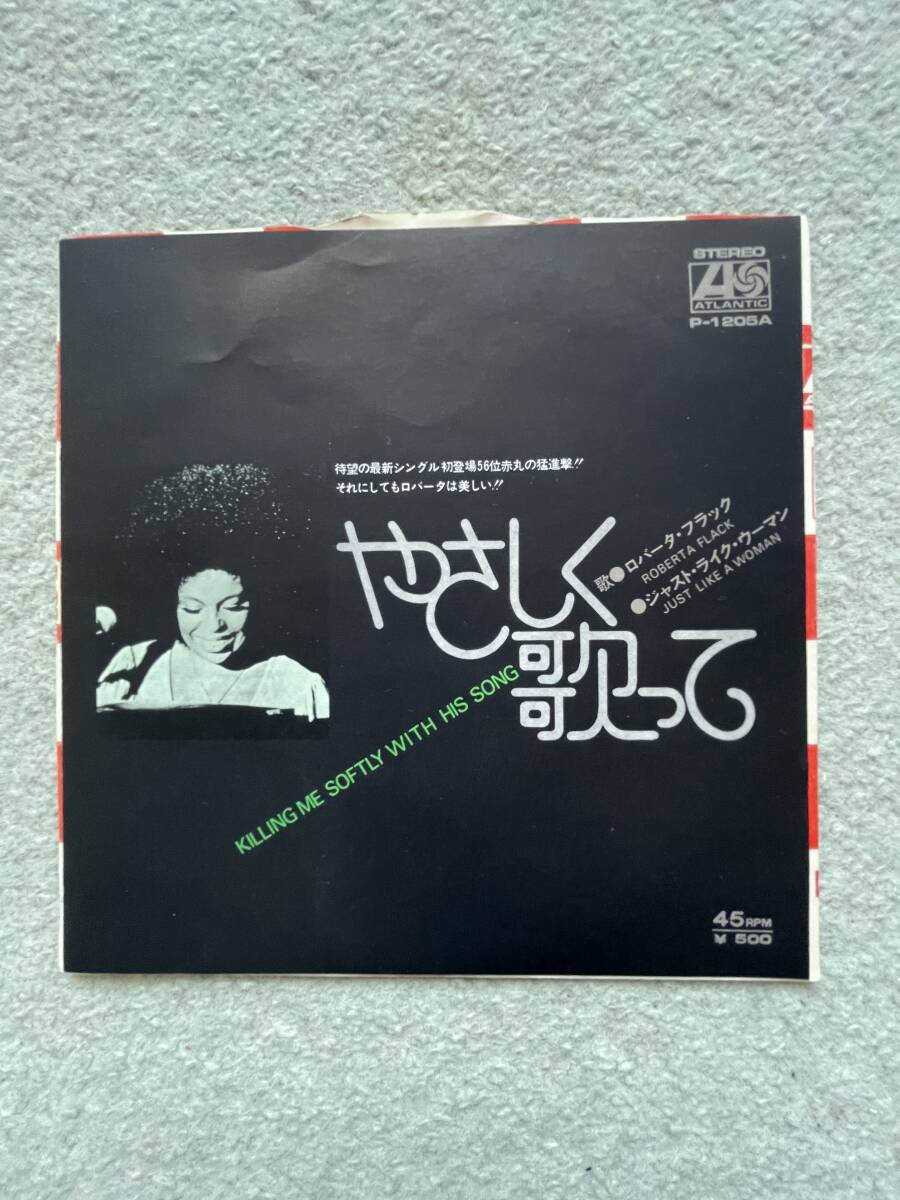 STEREO
ATLANTIC
P-1205A
待望の最新シングル初登場56位赤丸の猛進撃!!
それにしてもロバータは美しい!!
やさしく
歌って
KILLING ME SOFTLY WITH HIS SONG
歌●ロバータ・フラック
ROBERTA FLACK
●ジャスト・ライク・ウーマン
JUST LIKE A WOMAN
45RPM
¥500